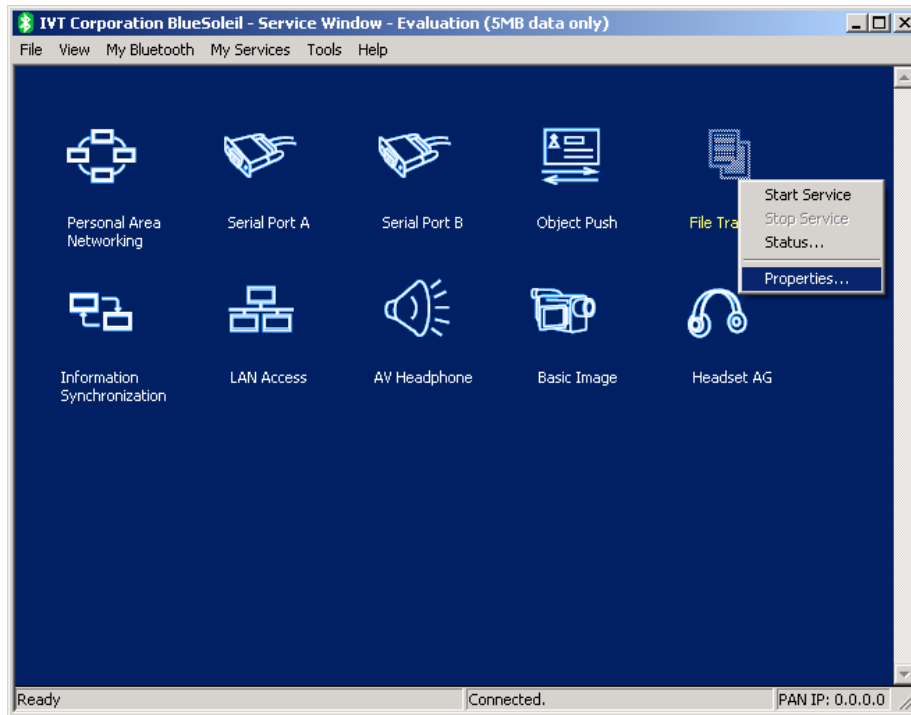 IVT Corporation BlueSoleil - Service Window - Evaluation (5MB data only)
File View My Bluetooth My Services Tools Help
Personal Area
Networking
Serial Port A
Serial Port B
Object Push
File Tra
Start Service
Stop Service
Status...
Properties...
Information
Synchronization
LAN Access
AV Headphone
Basic Image
Headset AG
Ready
Connected.
PAN IP: 0.0.0.0